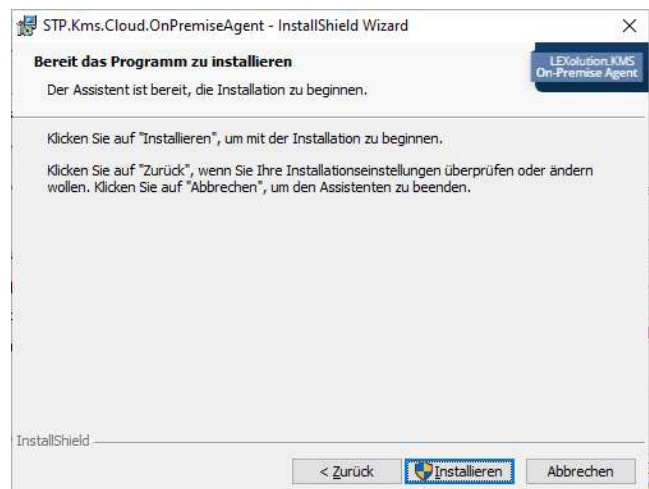 STP.Kms.Cloud.OnPremiseAgent - InstallShield Wizard
Bereit das Programm zu installieren
LEXolution.KMS
On-Premise Agent
Der Assistent ist bereit, die Installation zu beginnen.
Klicken Sie auf "Installieren", um mit der Installation zu beginnen.
Klicken Sie auf "Zurück", wenn Sie Ihre Installationseinstellungen überprüfen oder ändern
wollen. Klicken Sie auf "Abbrechen", um den Assistenten zu beenden.
InstallShield
< Zurück
Installieren
Abbrechen